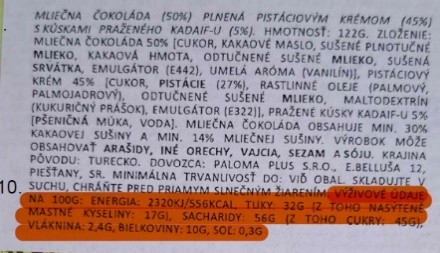 MLIEČNA ČOKOLÁDA (50%) PLNENÁ PISTÁCIOVÝM KRÉMOM (45%)
S KÚSKAMI PRAŽENÉHO KADAIF-U (5%). HMOTNOSŤ: 122G. ZLOŽENIE:
MLIEČNA ČOKOLÁDA 50% [CUKOR, KAKAOVÉ MASLO, SUŠENÉ PLNOTUČNÉ
MLIEKO, KAKAOVÁ HMOTA, ODTUČNENÉ SUŠENÉ MLIEKO, SUŠENÁ
SRVÁTKA, EMULGÁTOR (E442), UMELÁ ARÓMA (VANILÍN)], PISTÁCIOVÝ
KRÉM 45% [CUKOR, PISTÁCIE (27%), RASTLINNÉ OLEJE (PALMOVÝ,
PALMOJADROVÝ), ODTUČNENÉ SUŠENÉ MLIEKO, MALTODEXTRÍN
(KUKURIČNÝ PRÁŠOK), EMULGÁTOR (E322)], PRAŽENÉ KÚSKY KADAIF-U 5%
[PŠENIČNÁ MÚKA, VODA]. MLIEČNA ČOKOLÁDA OBSAHUJE MIN. 30%
KAKAOVEJ SUŠINY A MIN. 14% MLIEČNEJ SUŠINY. VÝROBOK MÔŽE
OBSAHOVAŤ ARAŠIDY, INÉ ORECHY, VAJCIA, SEZAM A SÓJU. KRAJINA
PÔVODU: TURECKO. DOVOZCA: PALOMA PLUS S.R.O., E.BELLUŠA 12,
PIEŠŤANY, SR. MINIMÁLNA TRVANLIVOSŤ DO: VIĎ OBAL. SKLADUJTE V
SUCHU, CHRÁŇTE PRED PRIAMYM SLNEČNÝM ŽIARENÍM. VÝŽIVOVÉ ÚDAJE
10. NA 100G: ENERGIA: 2320KJ/556KCAL, TUKY: 32G (Z TOHO NASÝTENÉ
MASTNÉ KYSELINY: 17G), SACHARIDY: 56G (Z TOHO CUKRY: 45G),
VLÁKNINA: 2,4G, BIELKOVINY: 10G, SOĽ: 0,3G